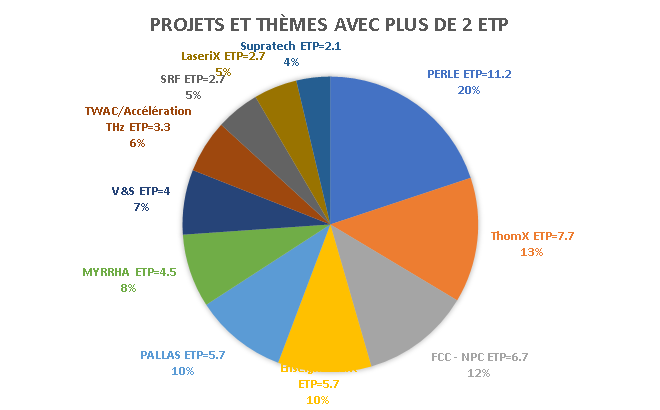 PROJETS ET THÈMES AVEC PLUS DE 2 ETP
PERLE ETP=11.2
20%
ThomX ETP=7.7
13%
FCC - NPC ETP=6.7
12%
ETP=5.7
10%
PALLAS ETP=5.7
10%
MYRRHA ETP=4.5
8%
V&S ETP=4
7%
TWAC/Accélération
THz ETP=3.3
6%
SRF ETP=2.7
5%
LaseriX ETP=2.7
5%
Supratech ETP=2.1
4%